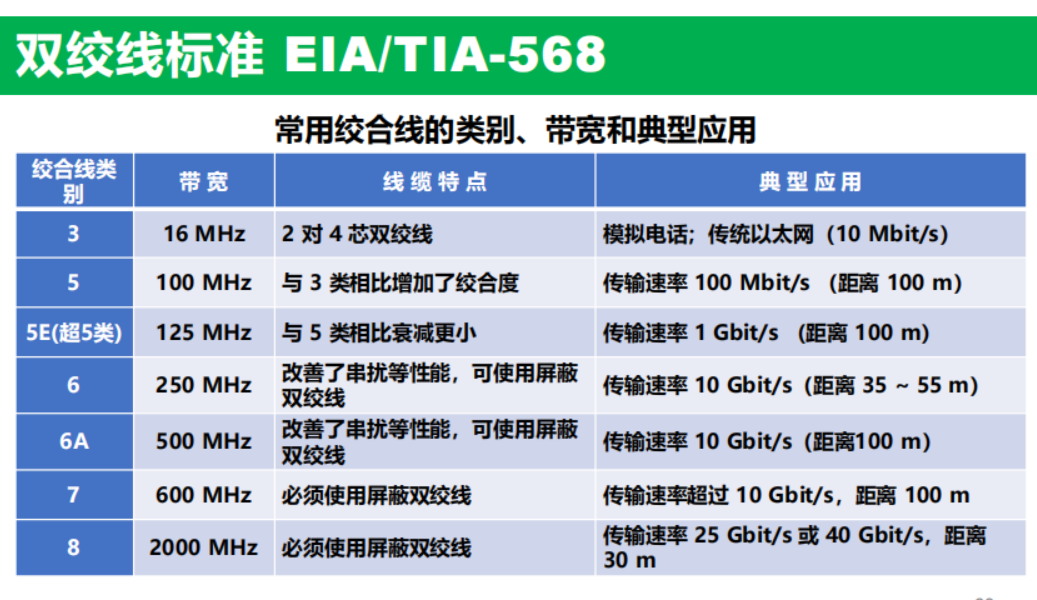 双绞线标准 EIA/TIA-568
常用绞合线的类别、带宽和典型应用
绞合线类
别
带 宽
线 缆 特 点
典 型 应 用
3
16 MHz
2 对 4 芯双绞线
模拟电话；传统以太网（10 Mbit/s）
5
100 MHz
与 3 类相比增加了绞合度
传输速率 100 Mbit/s （距离 100 m）
5E(超5类)
125 MHz
与 5 类相比衰减更小
传输速率 1 Gbit/s （距离 100 m）
6
250 MHz
改善了串扰等性能，可使用屏蔽
双绞线
传输速率 10 Gbit/s（距离 35 ~ 55 m）
6A
500 MHz
改善了串扰等性能，可使用屏蔽
双绞线
传输速率 10 Gbit/s（距离100 m）
7
600 MHz
必须使用屏蔽双绞线
传输速率超过 10 Gbit/s，距离 100 m
8
2000 MHz
必须使用屏蔽双绞线
传输速率 25 Gbit/s 或 40 Gbit/s，距离
30 m